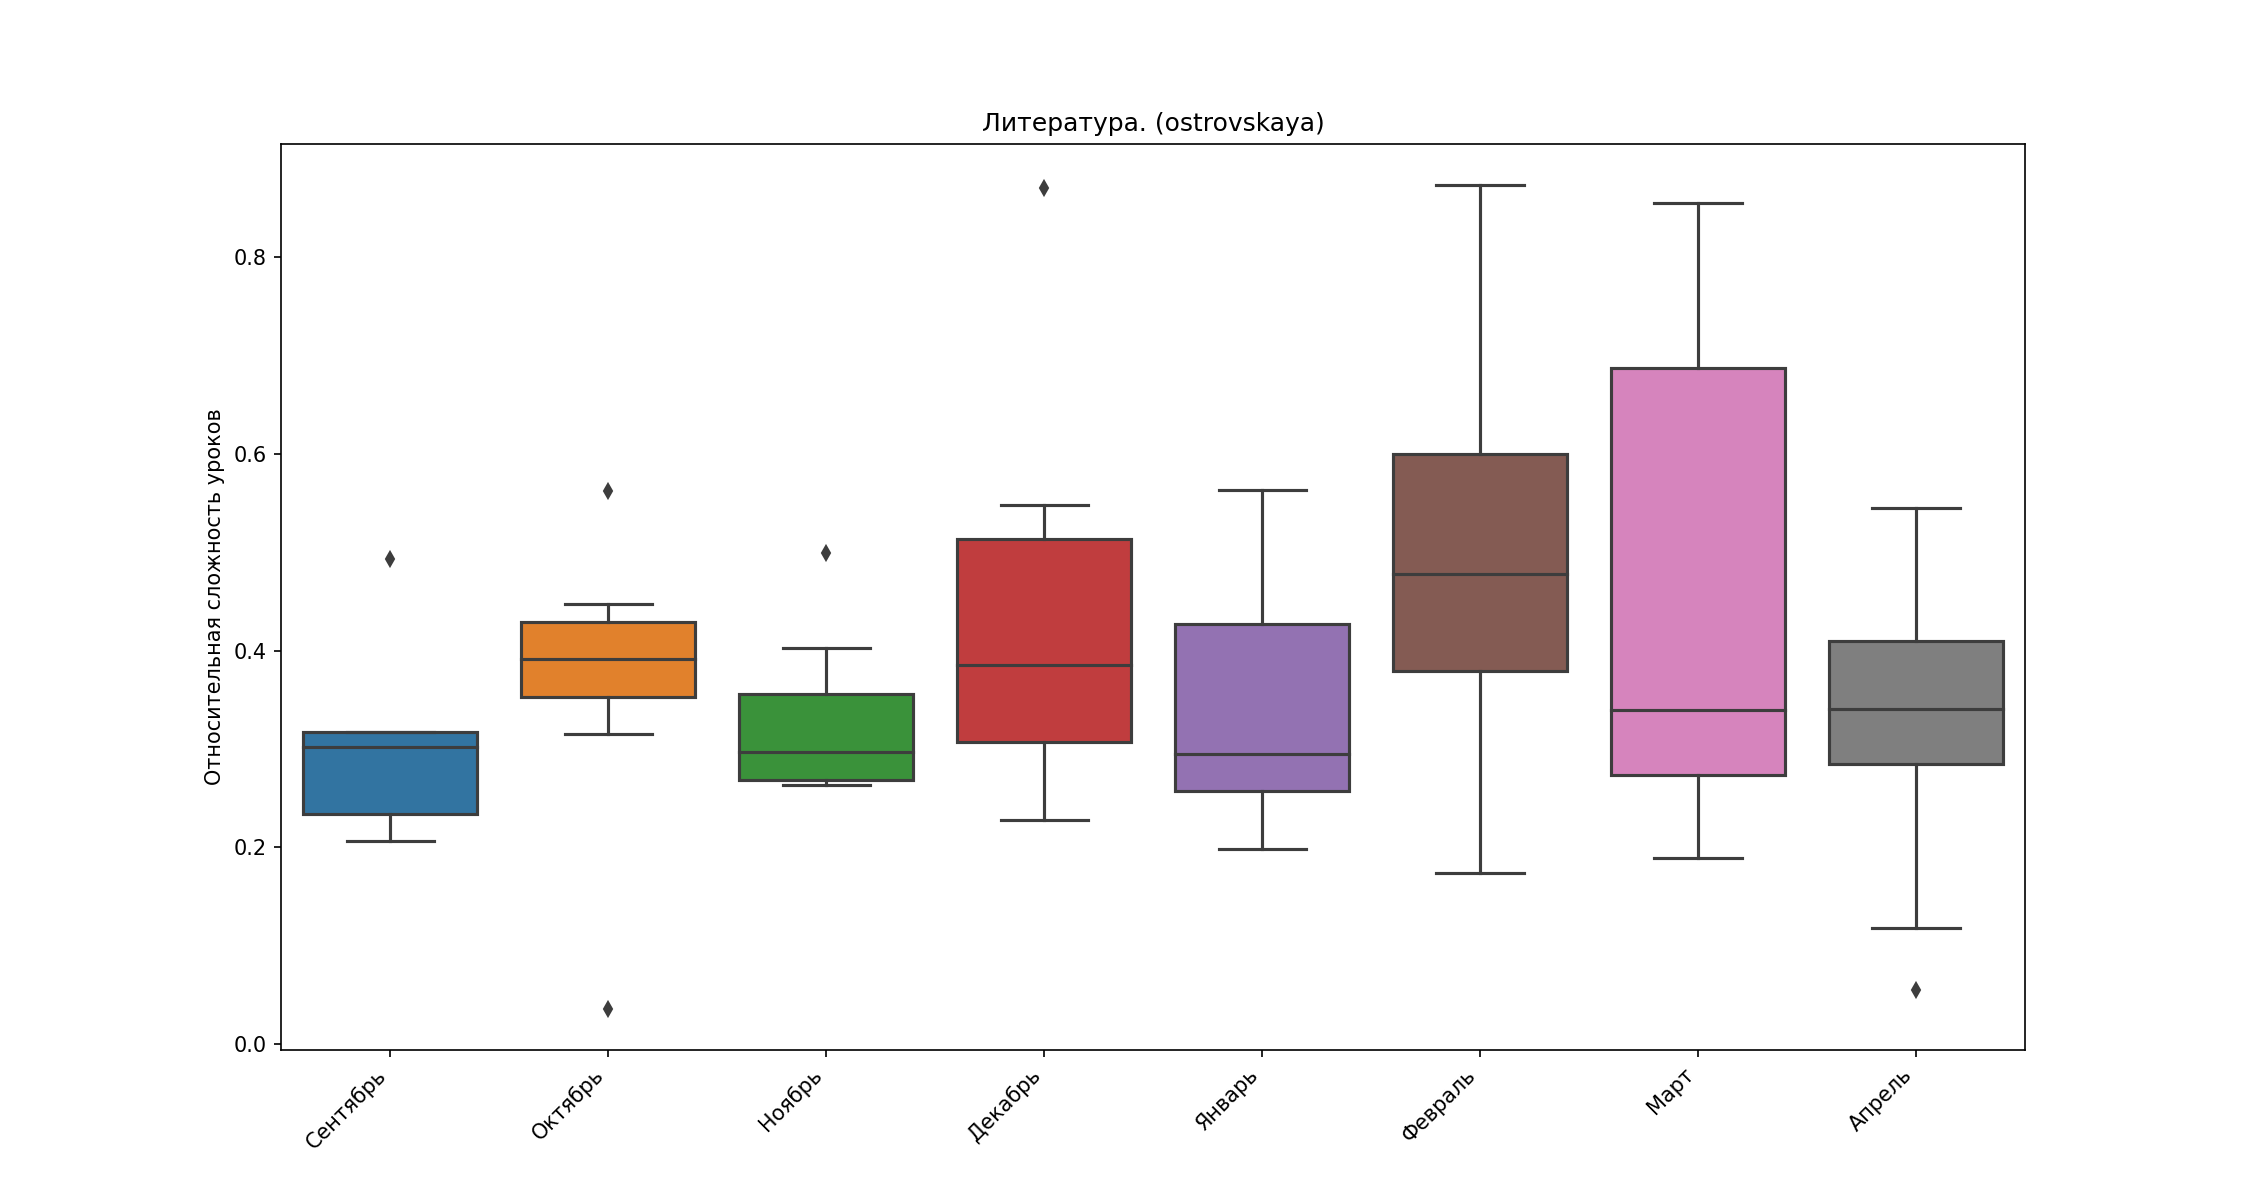 Литература. (ostrovskaya)
Относительная сложность уроков
0.8
0.6
0.4
0.2
0.0
Сентябрь
Октябрь
Ноябрь
Декабрь
Январь
Февраль
Март
Апрель